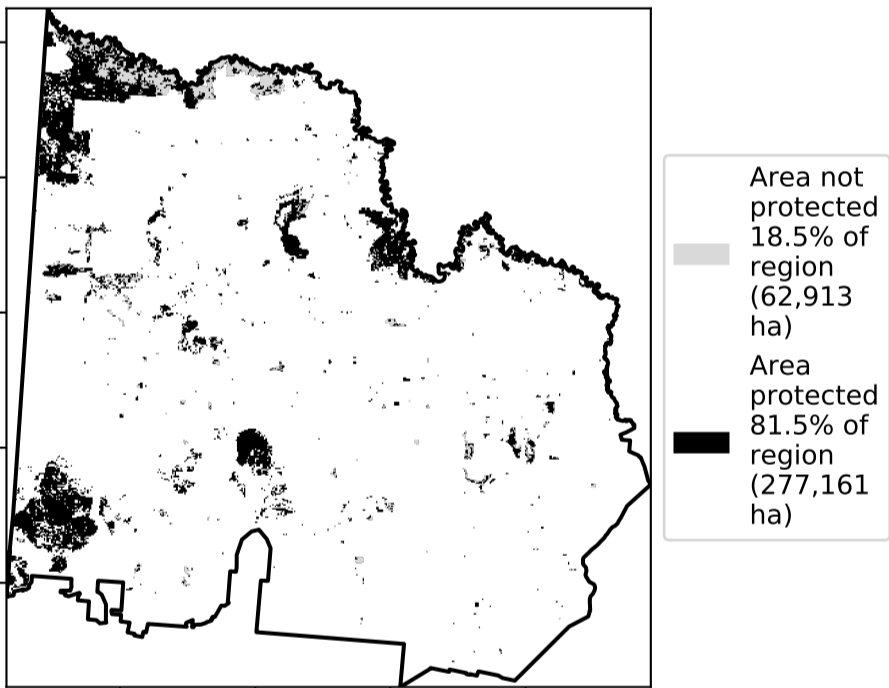 Area not
protected
18.5% of
region
(62,913
ha)
Area
protected
81.5% of
region
(277,161
ha)